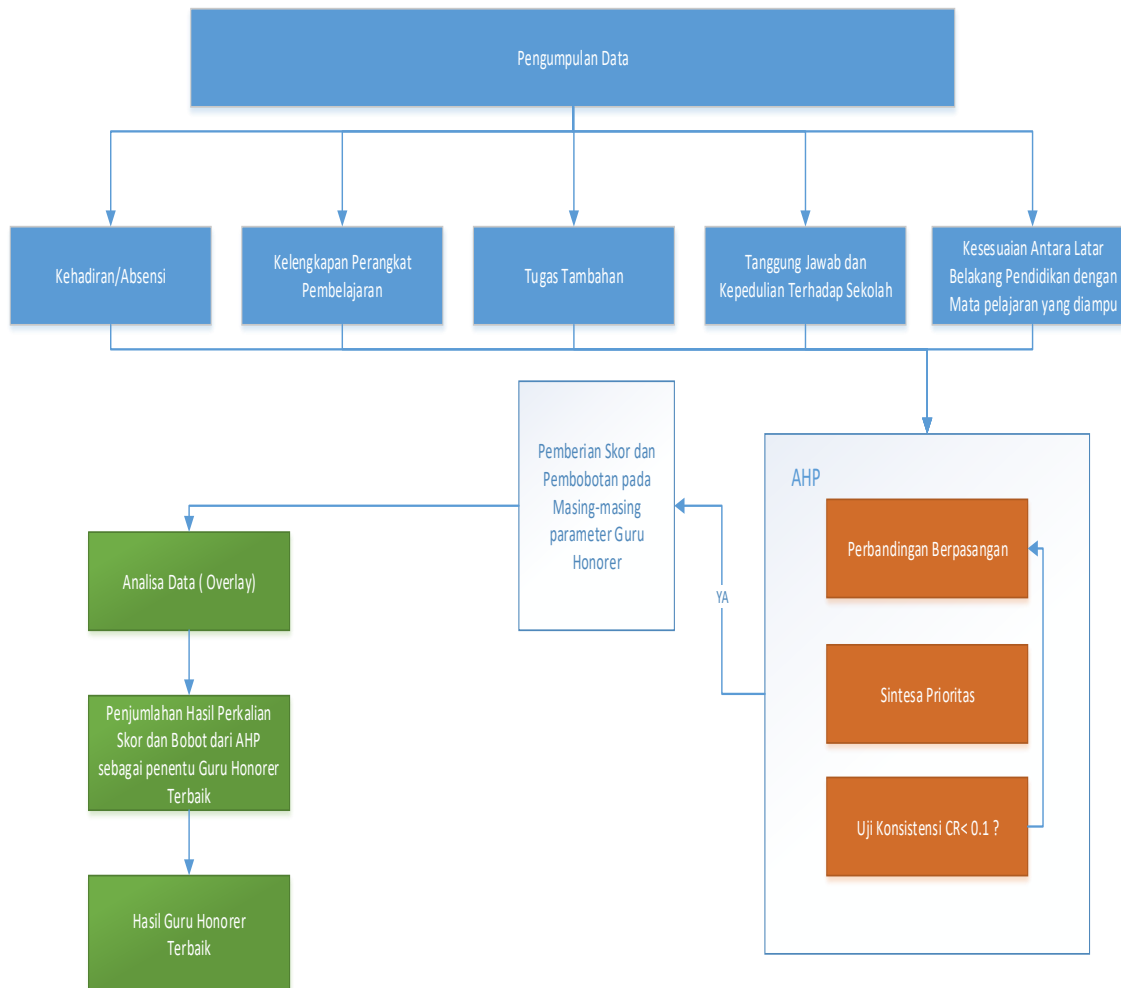 Pengumpulan Data
Kehadiran/Absensi
Kelengkapan Perangkat
Pembelajaran
Tugas Tambahan
Tanggung Jawab dan
Kepedulian Terhadap Sekolah
Kesesuaian Antara Latar
Belakang Pendidikan dengan
Mata pelajaran yang diampu
Pemberian Skor dan
Pembobotan pada
Masing-masing
parameter Guru
Honorer
AHP
Perbandingan Berpasangan
YA
Sintesa Prioritas
Uji Konsistensi CR< 0.1 ?
Analisa Data ( Overlay)
Penjumlahan Hasil Perkalian
Skor dan Bobot dari AHP
sebagai penentu Guru Honorer
Terbaik
Hasil Guru Honorer
Terbaik